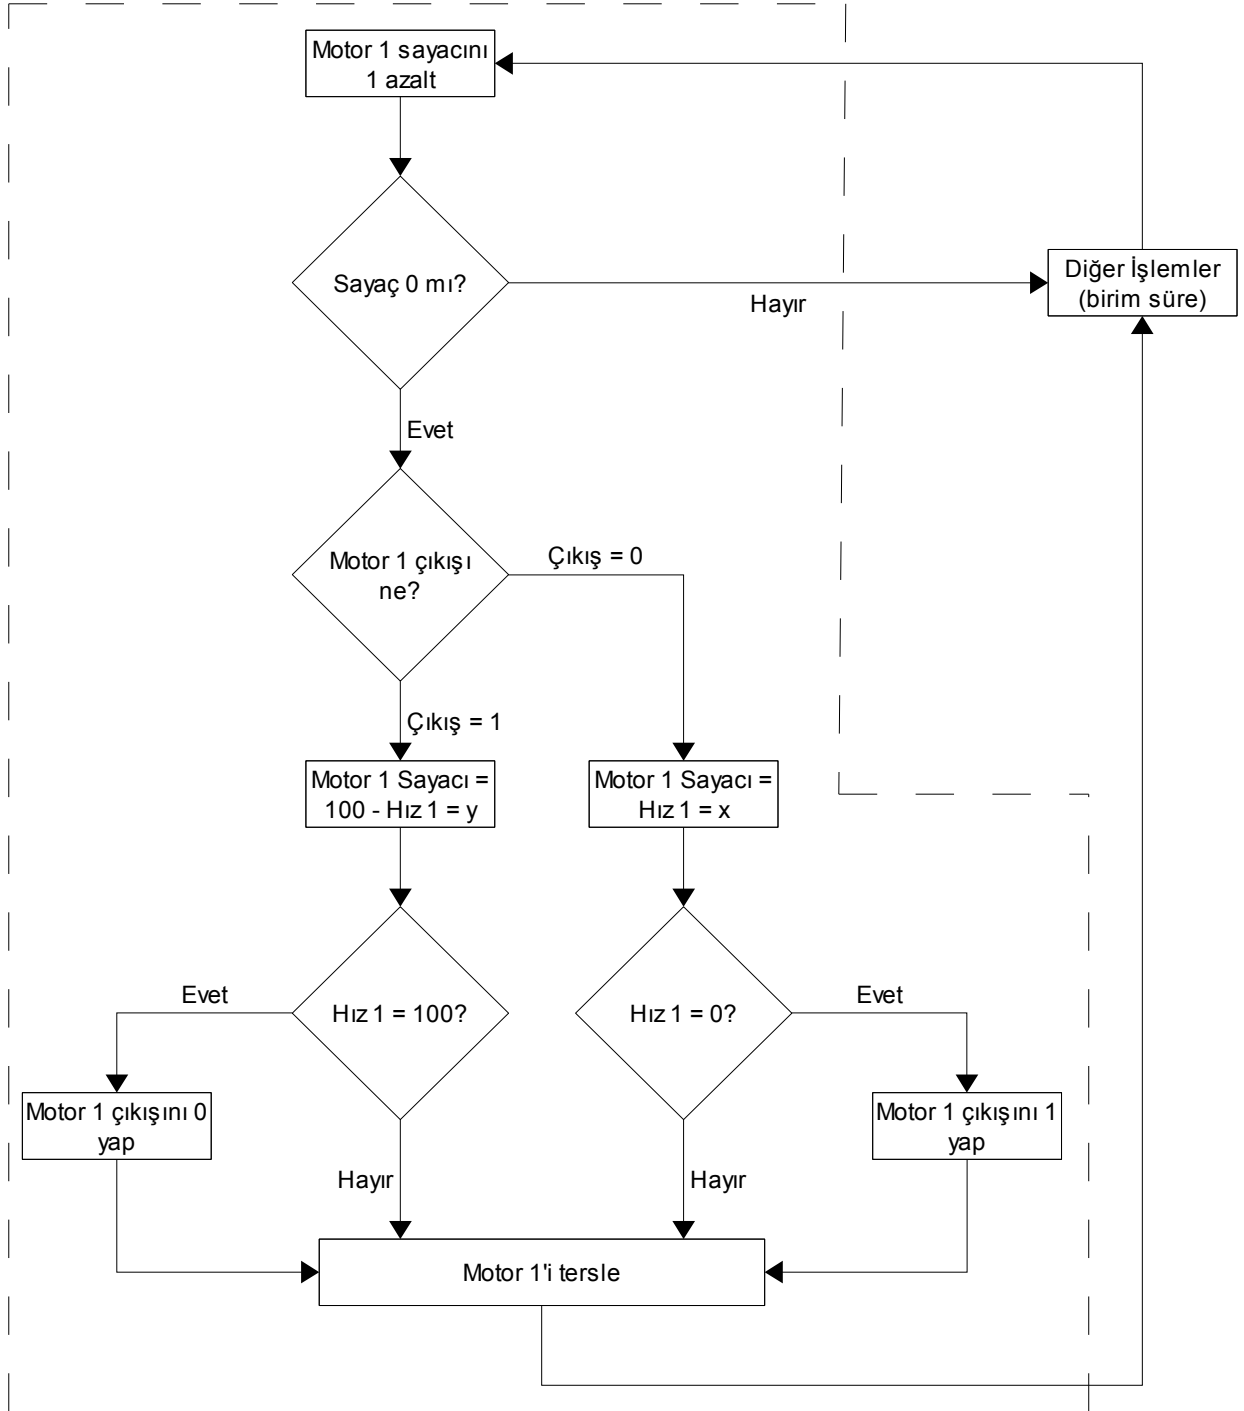 Motor 1 sayacını
1 azalt
Sayaç 0 mı?
Hayır
Diğer İşlemler
(birim süre)
Evet
Motor 1 çıkışı
ne?
Çıkış = 0
Çıkış = 1
Motor 1 Sayacı =
100 - Hız 1 = y
Motor 1 Sayacı =
Hız 1 = x
Evet
Hız 1 = 100?
Hız 1 = 0?
Evet
Motor 1 çıkışını 0
yap
Motor 1 çıkışını 1
yap
Hayır
Hayır
Motor 1'i tersle